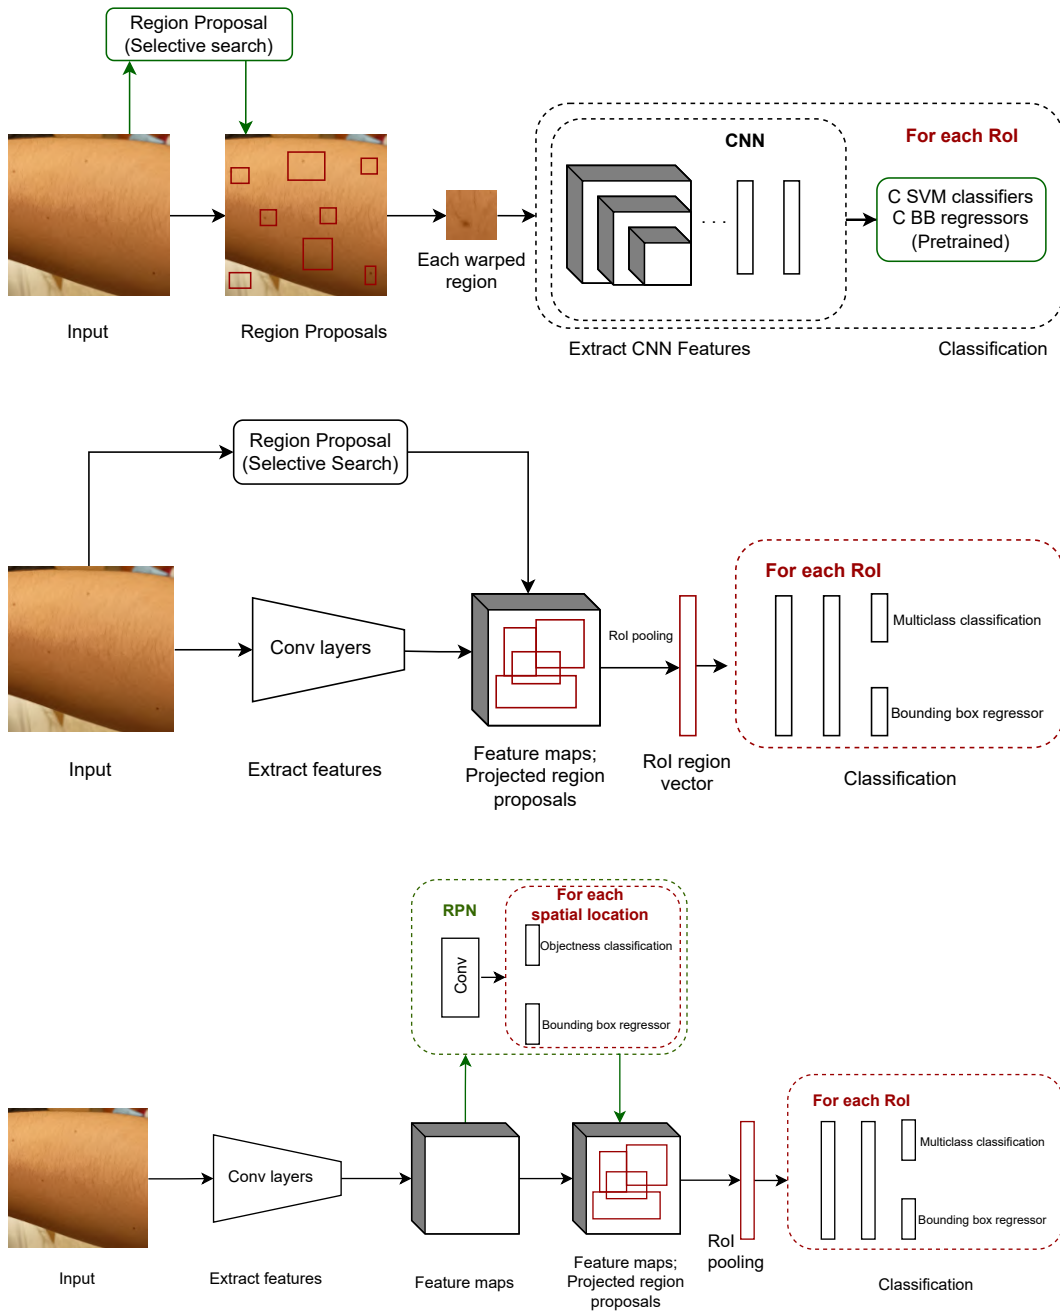 Region Proposal
(Selective search)
CNN
For each RoI
C SVM classifiers
C BB regressors
(Pretrained)
. . .
Each warped
region
Input
Region Proposals
Extract CNN Features
Classification
Region Proposal
(Selective Search)
For each RoI
Conv layers
RoI pooling
Multiclass classification
Bounding box regressor
Input
Extract features
Feature maps;
Projected region
proposals
RoI region
vector
Classification
RPN
For each
spatial location
Conv
Objectness classification
Bounding box regressor
For each RoI
Conv layers
Multiclass classification
Bounding box regressor
Input
Extract features
Feature maps
Feature maps;
Projected region
proposals
RoI
pooling
Classification